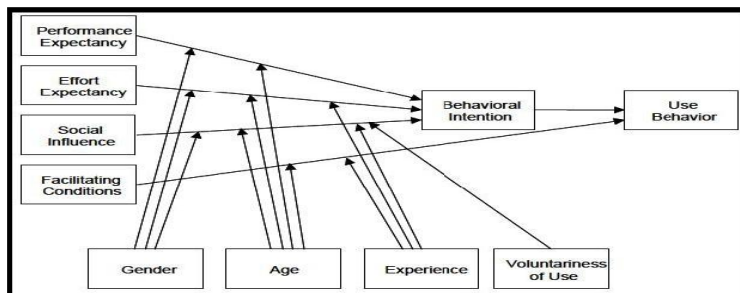 Performance
Expectancy
Effort
Expectancy
Social
Influence
Facilitating
Conditions
Behavioral
Intention
Use
Behavior
Gender
Age
Experience
Voluntariness
of Use